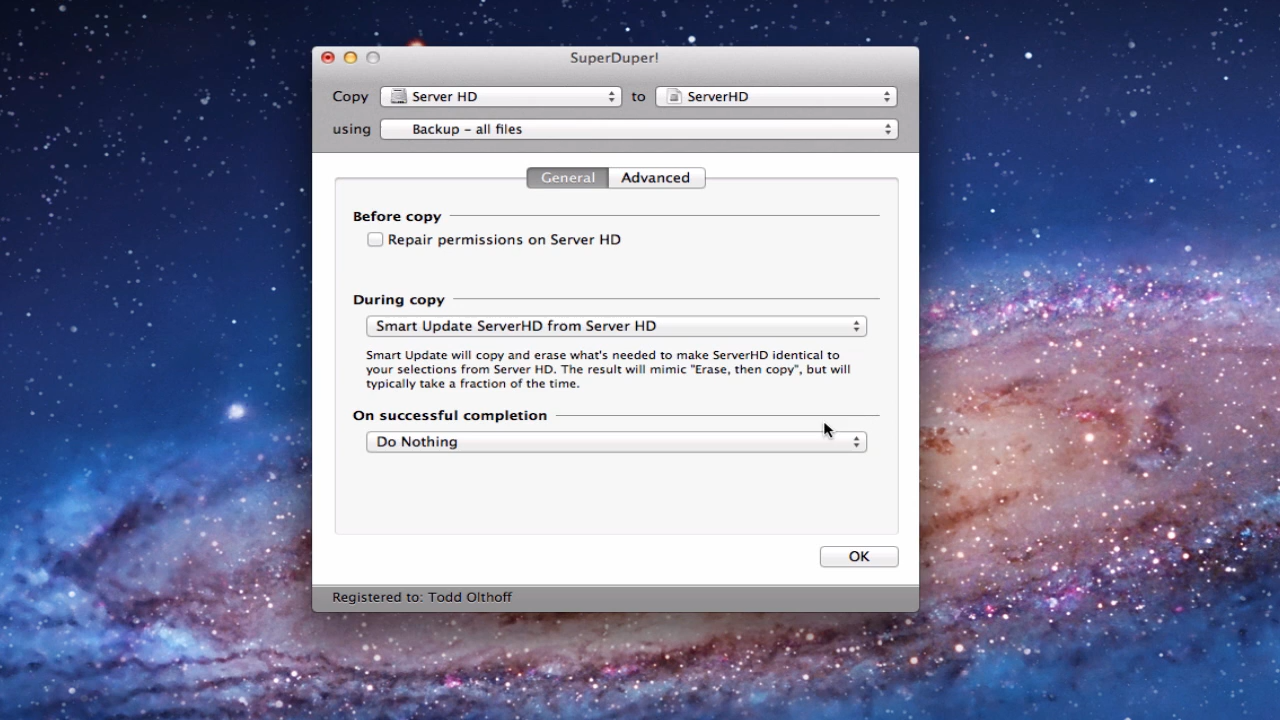 SuperDuper!
Copy Server HD to ServerHD
using Backup – all files
General Advanced
Before copy
Repair permissions on Server HD
During copy
Smart Update ServerHD from Server HD
Smart Update will copy and erase what's needed to make ServerHD identical to
your selections from Server HD. The result will mimic "Erase, then copy", but will
typically take a fraction of the time.
On successful completion
Do Nothing
OK
Registered to: Todd Olthoff